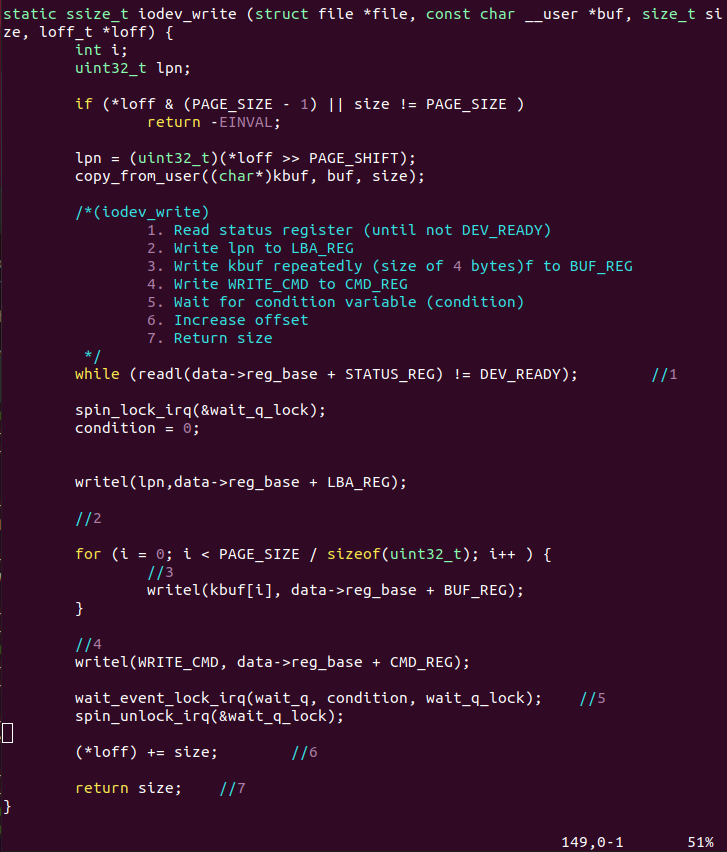 static ssize_t iodev_write (struct file *file, const char __user *buf, size_t si
ze, loff_t *loff) {
        int i;
        uint32_t lpn;

        if (*loff & (PAGE_SIZE - 1) || size != PAGE_SIZE )
                return -EINVAL;

        lpn = (uint32_t)(*loff >> PAGE_SHIFT);
        copy_from_user((char*)kbuf, buf, size);

        /*(iodev_write)
                1. Read status register (until not DEV_READY)
                2. Write lpn to LBA_REG
                3. Write kbuf repeatedly (size of 4 bytes)f to BUF_REG
                4. Write WRITE_CMD to CMD_REG
                5. Wait for condition variable (condition)
                6. Increase offset
                7. Return size
         */
        while (readl(data->reg_base + STATUS_REG) != DEV_READY);        //1

        spin_lock_irq(&wait_q_lock);
        condition = 0;


        writel(lpn,data->reg_base + LBA_REG);

        //2

        for (i = 0; i < PAGE_SIZE / sizeof(uint32_t); i++ ) {
                //3
                writel(kbuf[i], data->reg_base + BUF_REG);
        }

        //4
        writel(WRITE_CMD, data->reg_base + CMD_REG);

        wait_event_lock_irq(wait_q, condition, wait_q_lock);    //5
        spin_unlock_irq(&wait_q_lock);

        (*loff) += size;        //6

        return size;    //7
}
149,0-1       51%